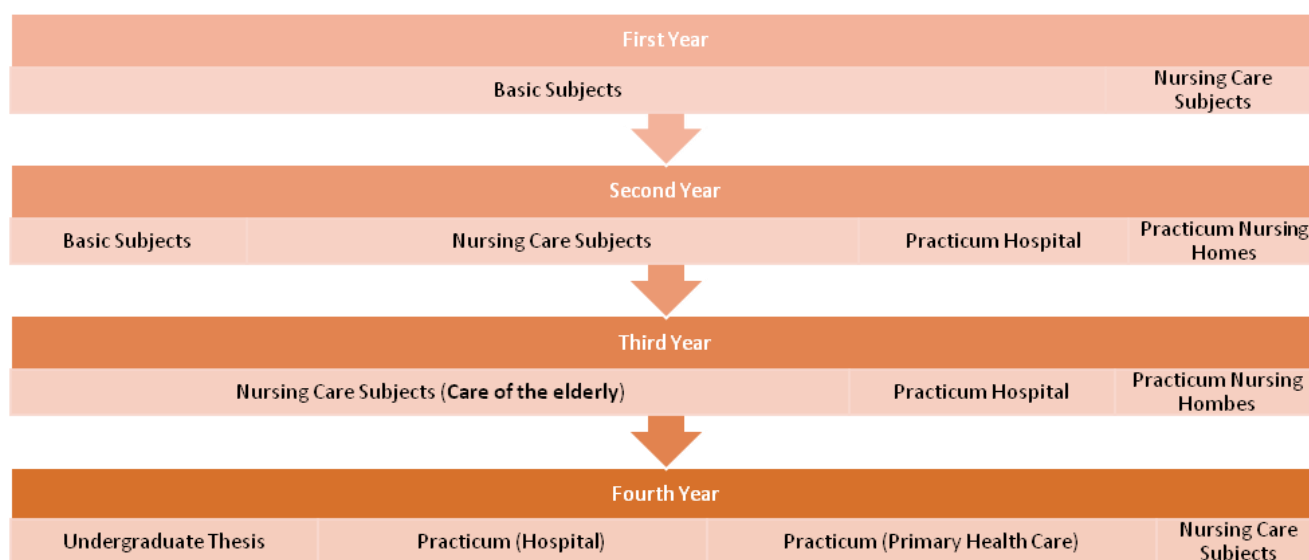 First Year
Basic Subjects
Nursing Care
Subjects
Second Year
Basic Subjects
Nursing Care Subjects
Practicum Hospital
Practicum Nursing
Homes
Third Year
Nursing Care Subjects (Care of the elderly)
Practicum Hospital
Practicum Nursing
Hombes
Fourth Year
Undergraduate Thesis
Practicum (Hospital)
Practicum (Primary Health Care)
Nursing Care
Subjects